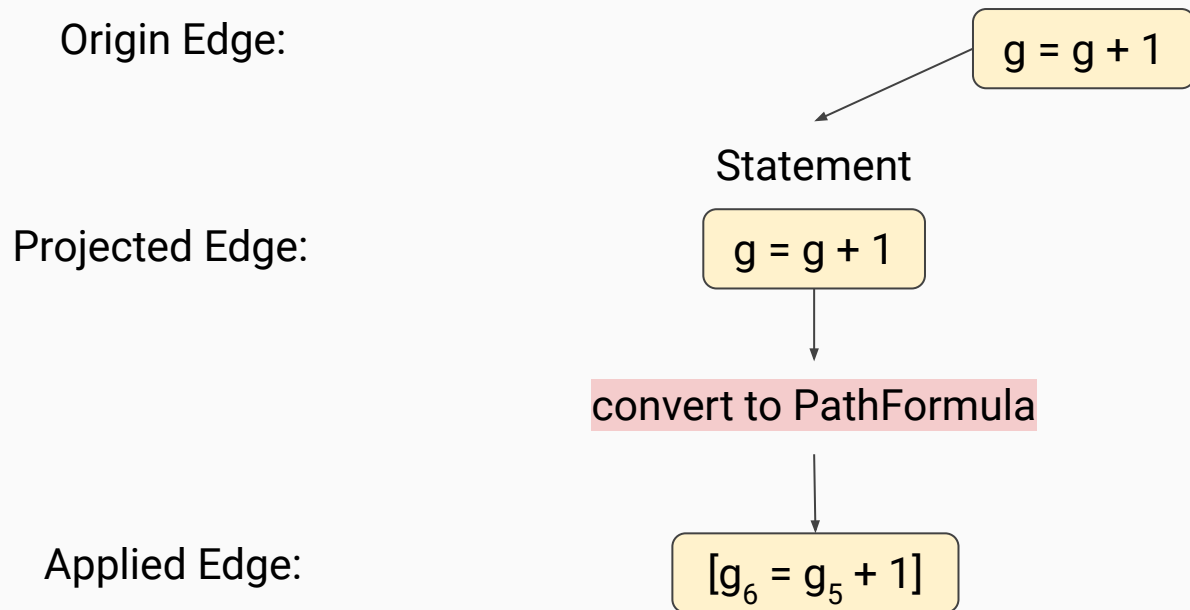 Origin Edge:
g = g + 1
Statement
Projected Edge:
g = g + 1
convert to PathFormula
Applied Edge:
[g₆ = g₅ + 1]